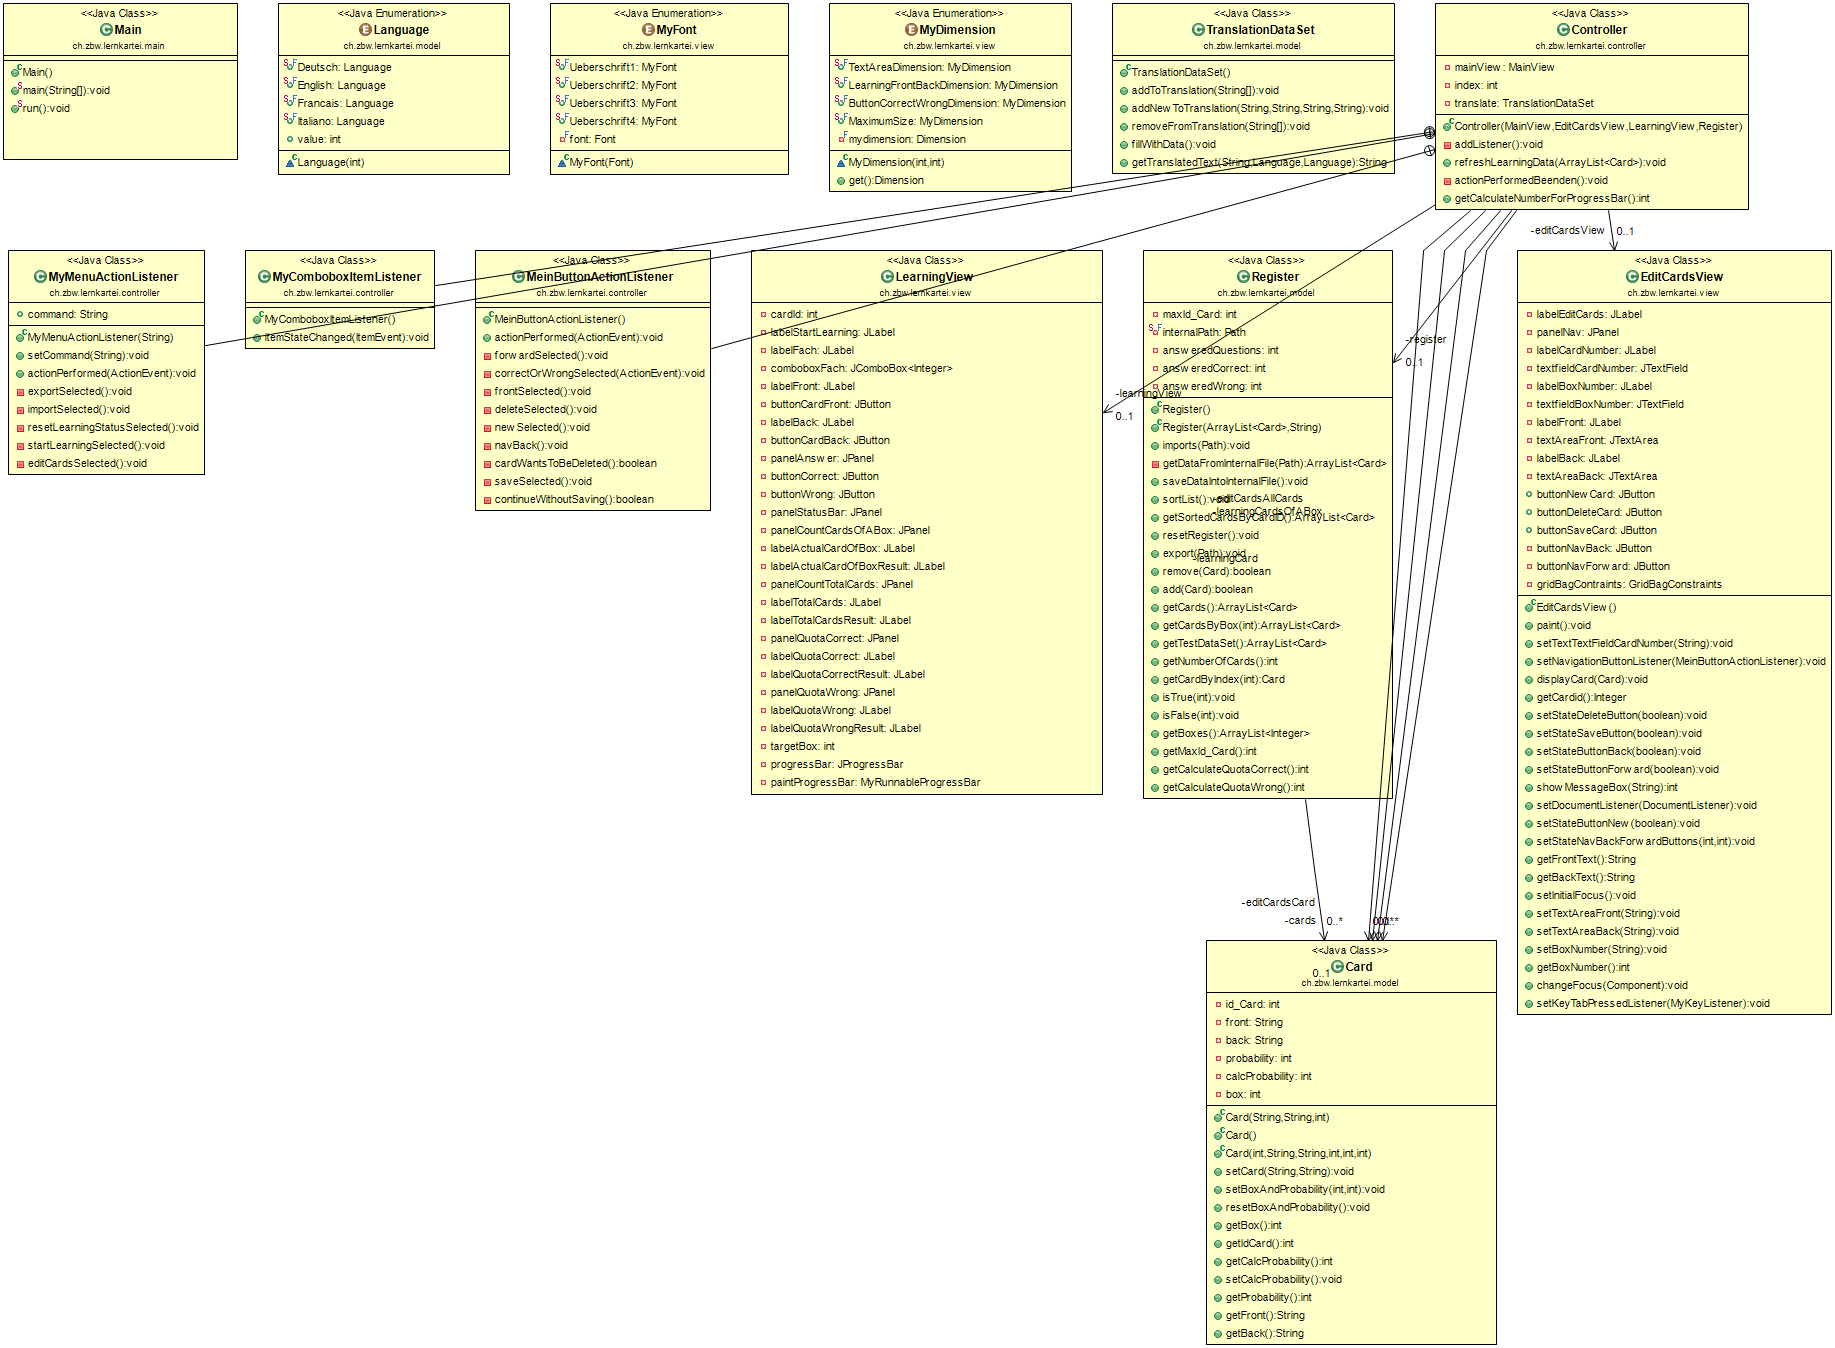 <<Java Class>>
Main
ch.zbw.lernkartei.main
Main()
main(String[]):void
run():void
<<Java Enumeration>>
Language
ch.zbw.lernkartei.model
Deutsch: Language
English: Language
Francais: Language
Italiano: Language
value: int
Language(int)
<<Java Enumeration>>
MyFont
ch.zbw.lernkartei.view
Ueberschrift1: MyFont
Ueberschrift2: MyFont
Ueberschrift3: MyFont
Ueberschrift4: MyFont
font: Font
MyFont(Font)
<<Java Enumeration>>
MyDimension
ch.zbw.lernkartei.view
TextAreaDimension: MyDimension
LearningFrontBackDimension: MyDimension
ButtonCorrectWrongDimension: MyDimension
MaximumSize: MyDimension
mydimension: Dimension
MyDimension(int,int)
get():Dimension
<<Java Class>>
TranslationDataSet
ch.zbw.lernkartei.model
TranslationDataSet()
addToTranslation(String[]):void
addNewToTranslation(String,String,String,String):void
removeFromTranslation(String[]):void
fillWithData():void
getTranslatedText(String,Language,Language):String
<<Java Class>>
Controller
ch.zbw.lernkartei.controller
mainView: MainView
index: int
translate: TranslationDataSet
Controller(MainView,EditCardsView,LearningView,Register)
addListener():void
refreshLearningData(ArrayList<Card>):void
actionPerformedBeenden():void
getCalculateNumberForProgressBar():int
-editCardsView
0..1
<<Java Class>>
MyMenuActionListener
ch.zbw.lernkartei.controller
command: String
MyMenuActionListener(String)
setCommand(String):void
actionPerformed(ActionEvent):void
exportSelected():void
importSelected():void
resetLearningStatusSelected():void
startLearningSelected():void
editCardsSelected():void
<<Java Class>>
MyComboboxItemListener
ch.zbw.lernkartei.controller
MyComboboxItemListener()
itemStateChanged(ItemEvent):void
<<Java Class>>
MeinButtonActionListener
ch.zbw.lernkartei.controller
MeinButtonActionListener()
actionPerformed(ActionEvent):void
forwardSelected():void
correctOrWrongSelected(ActionEvent):void
frontSelected():void
deleteSelected():void
newSelected():void
navBack():void
cardWantsToBeDeleted():boolean
saveSelected():void
continueWithoutSaving():boolean
<<Java Class>>
LearningView
ch.zbw.lernkartei.view
cardId: int
labelStartLearning: JLabel
labelFach: JLabel
comboboxFach: JComboBox<Integer>
labelFront: JLabel
buttonCardFront: JButton
labelBack: JLabel
buttonCardBack: JButton
panelAnswer: JPanel
buttonCorrect: JButton
buttonWrong: JButton
panelStatusBar: JPanel
panelCountCardsOfABox: JPanel
labelActualCardOfBox: JLabel
labelActualCardOfBoxResult: JLabel
panelCountTotalCards: JPanel
labelTotalCards: JLabel
labelTotalCardsResult: JLabel
panelQuotaCorrect: JPanel
labelQuotaCorrect: JLabel
labelQuotaCorrectResult: JLabel
panelQuotaWrong: JPanel
labelQuotaWrong: JLabel
labelQuotaWrongResult: JLabel
targetBox: int
progressBar: JProgressBar
paintProgressBar: MyRunnableProgressBar
-learningView
0..1
<<Java Class>>
Register
ch.zbw.lernkartei.model
maxId_Card: int
internalPath: Path
answeredQuestions: int
answeredCorrect: int
answeredWrong: int
Register()
Register(ArrayList<Card>,String)
imports(Path):void
getDataFromInternalFile(Path):ArrayList<Card>
saveDataIntoInternalFile():void
sortList():void
-editCardsAllCards
-learningCardsOfABox
getSortedCardsByCardID():ArrayList<Card>
resetRegister():void
export(Path):void
-learningCard
remove(Card):boolean
add(Card):boolean
getCards():ArrayList<Card>
getCardsByBox(int):ArrayList<Card>
getTestDataSet():ArrayList<Card>
getNumberOfCards():int
getCardByIndex(int):Card
isTrue(int):void
isFalse(int):void
getBoxes():ArrayList<Integer>
getMaxId_Card():int
getCalculateQuotaCorrect():int
getCalculateQuotaWrong():int
-register
0..1
<<Java Class>>
EditCardsView
ch.zbw.lernkartei.view
labelEditCards: JLabel
panelNav: JPanel
labelCardNumber: JLabel
textfieldCardNumber: JTextField
labelBoxNumber: JLabel
textfieldBoxNumber: JTextField
labelFront: JLabel
textAreaFront: JTextArea
labelBack: JLabel
textAreaBack: JTextArea
buttonNewCard: JButton
buttonDeleteCard: JButton
buttonSaveCard: JButton
buttonNavBack: JButton
buttonNavForward: JButton
gridBagContraints: GridBagConstraints
EditCardsView()
paint():void
setTextTextFieldCardNumber(String):void
setNavigationButtonListener(MeinButtonActionListener):void
displayCard(Card):void
getCardid():Integer
setStateDeleteButton(boolean):void
setStateSaveButton(boolean):void
setStateButtonBack(boolean):void
setStateButtonForward(boolean):void
showMessageBox(String):int
setDocumentListener(DocumentListener):void
setStateButtonNew(boolean):void
setStateNavBackForwardButtons(int,int):void
getFrontText():String
getBackText():String
setInitialFocus():void
setTextAreaFront(String):void
setTextAreaBack(String):void
setBoxNumber(String):void
getBoxNumber():int
changeFocus(Component):void
setKeyTabPressedListener(MyKeyListener):void
-editCardsCard
-cards
0..*
<<Java Class>>
Card
0..1
ch.zbw.lernkartei.model
id_Card: int
front: String
back: String
probability: int
calcProbability: int
box: int
Card(String,String,int)
Card()
Card(int,String,String,int,int,int)
setCard(String,String):void
setBoxAndProbability(int,int):void
resetBoxAndProbability():void
getBox():int
getIdCard():int
getCalcProbability():int
setCalcProbability():void
getProbability():int
getFront():String
getBack():String